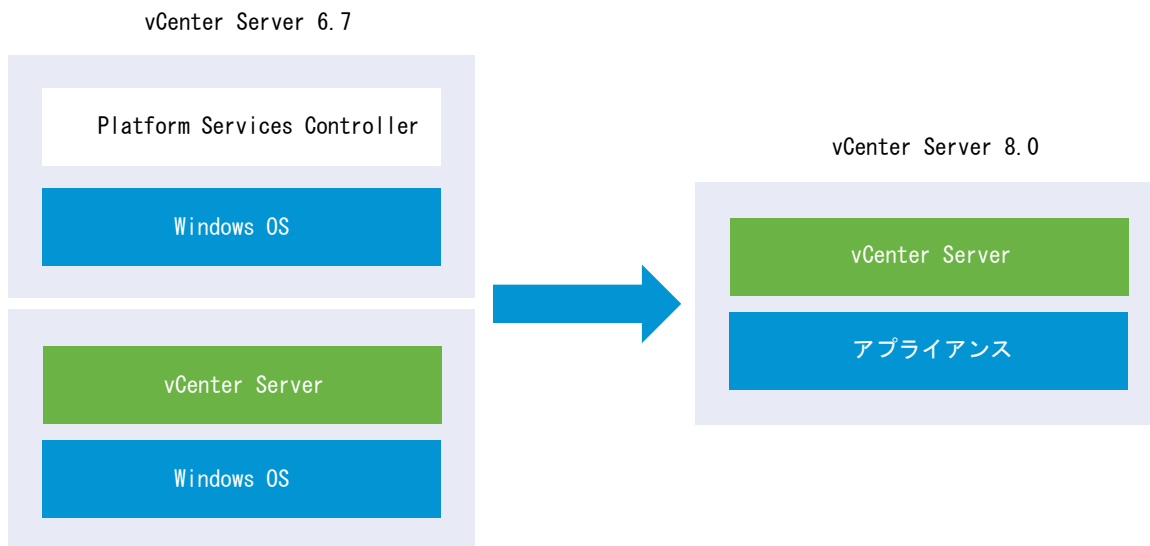 vCenter Server 6.7
Platform Services Controller
Windows OS
vCenter Server
Windows OS
vCenter Server 8.0
vCenter Server
アプライアンス